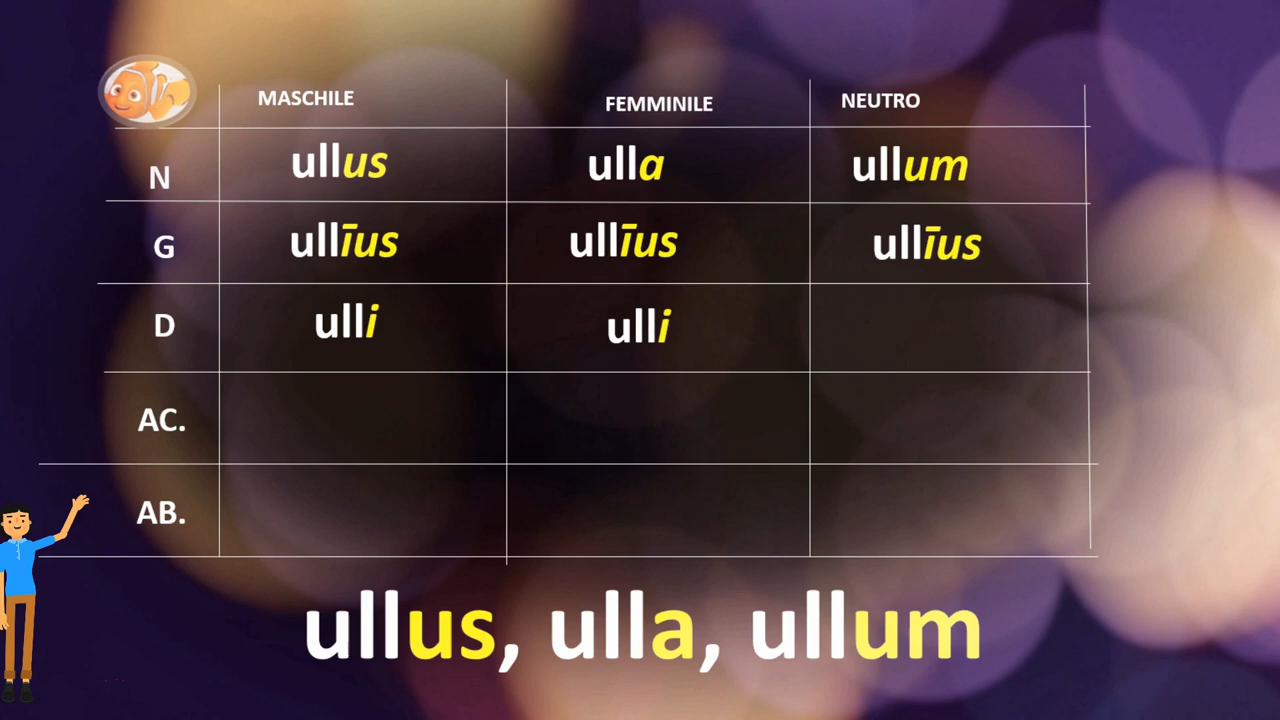 MASCHILE FEMMINILE NEUTRO
N ullus ulla ullum
G ullīus ullīus ullīus
D ulli ulli
AC.
AB.
ullus, ulla, ullum